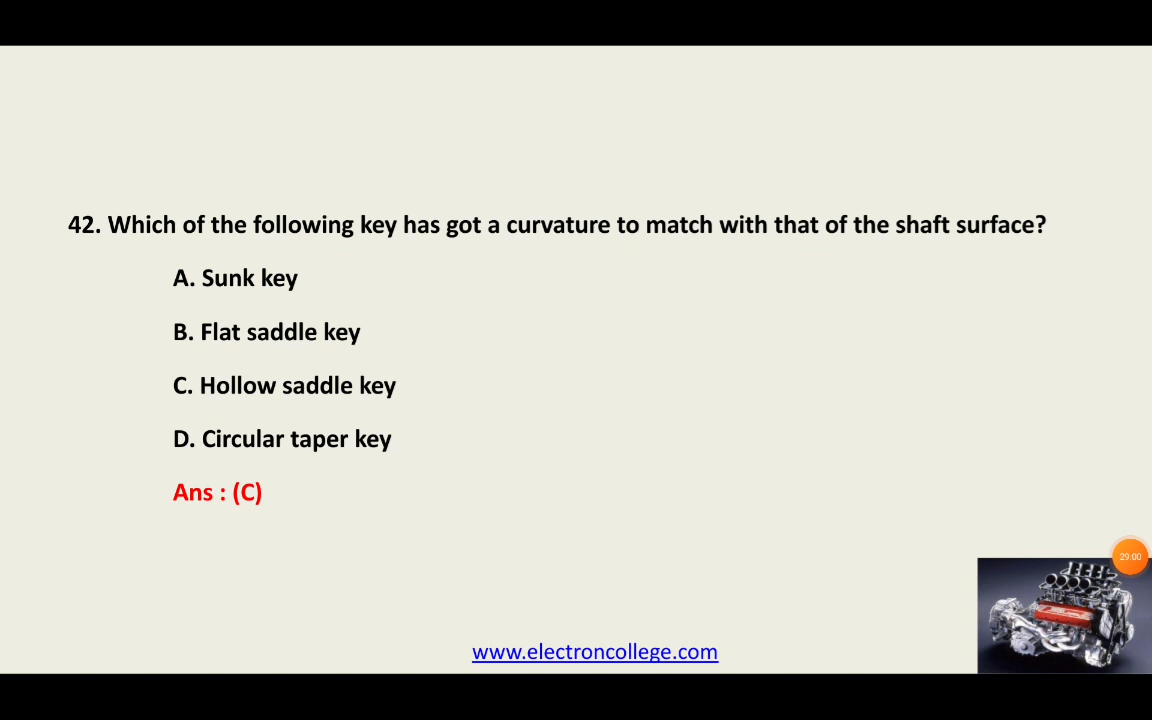 42. Which of the following key has got a curvature to match with that of the shaft surface?
A. Sunk key
B. Flat saddle key
C. Hollow saddle key
D. Circular taper key
Ans : (C)
29:00
www.electroncollege.com